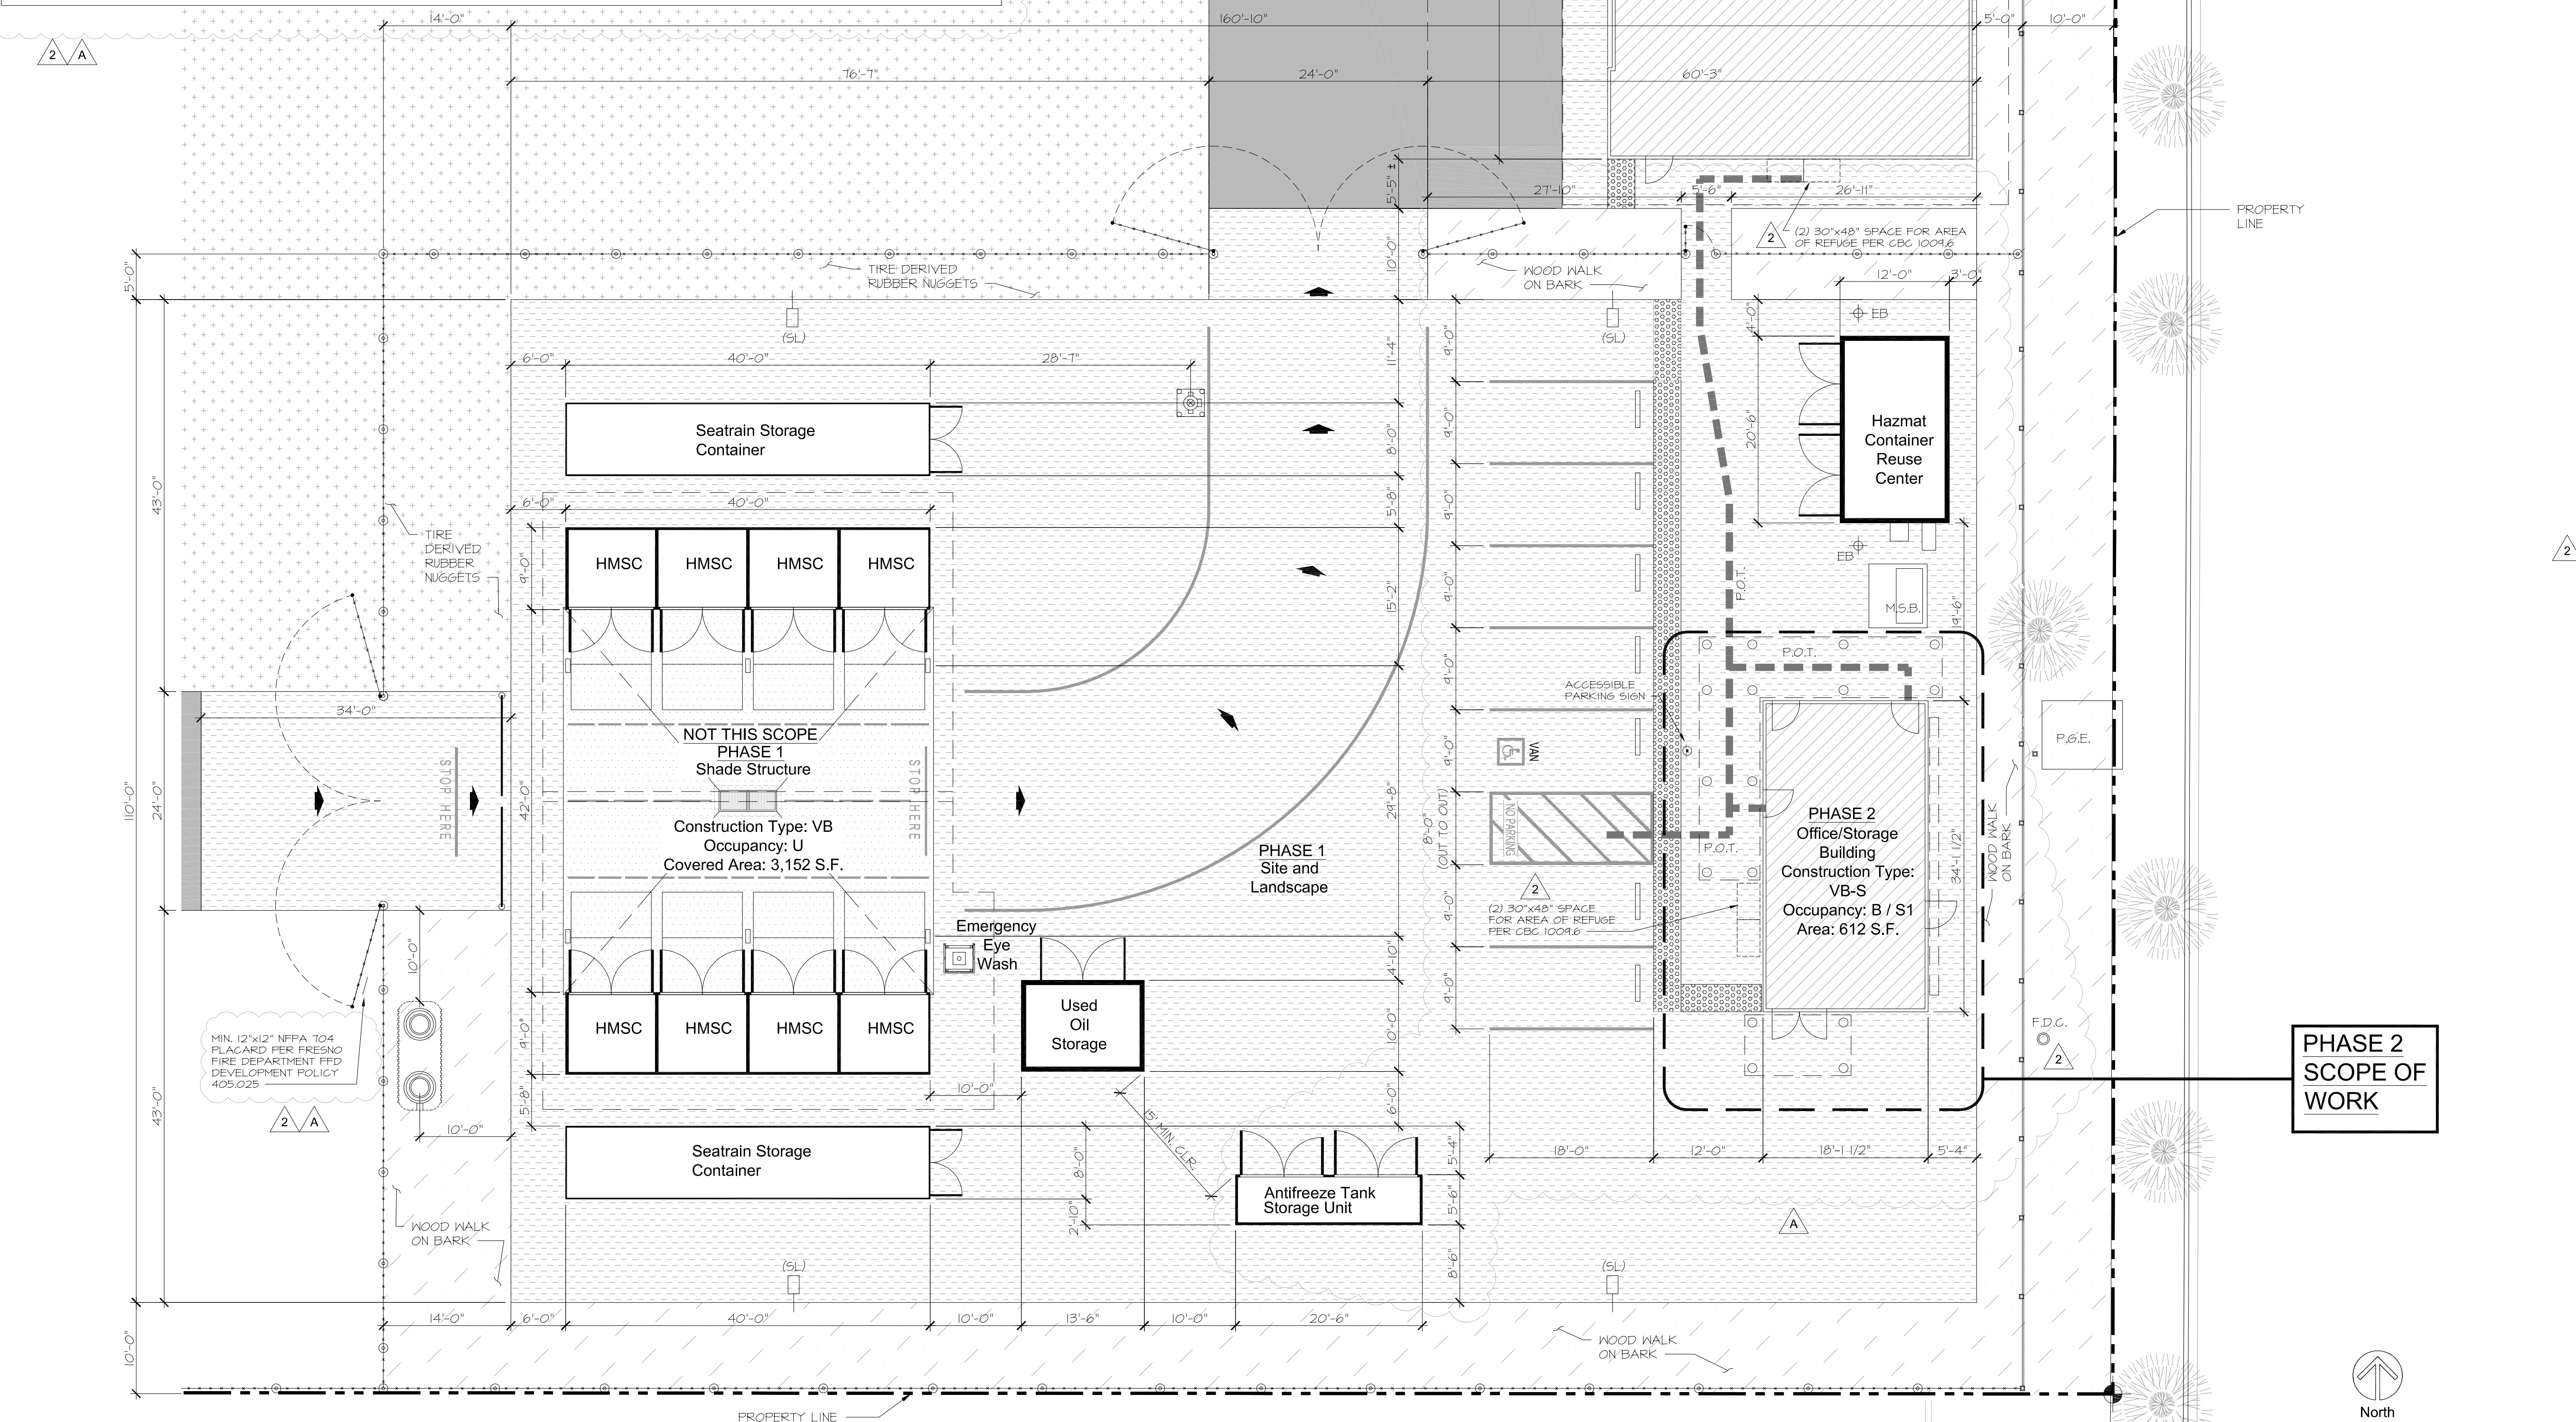 14'-0"
160'-10"
5'-0"
10'-0"
2
A
76'-7"
24'-0"
60'-3"
5'-5" ±
27'-10"
5'-6"
26'-11"
PROPERTY
LINE
2
(2) 30"x48" SPACE FOR AREA
OF REFUGE PER CBC 1009.6
5'-0"
TIRE DERIVED
RUBBER NUGGETS
10'-0"
WOOD WALK
ON BARK
12'-0"
3'-0"
(SL)
(SL)
4'-0"
EB
6'-0"
40'-0"
28'-7"
11'-4"
9'-0"
Seatrain Storage
Container
8'-0"
9'-0"
20'-6"
Hazmat
Container
Reuse
Center
43'-0"
6'-0"
40'-0"
5'-8"
9'-0"
TIRE
DERIVED
RUBBER
NUGGETS
9'-0"
HMSC
HMSC
HMSC
HMSC
15'-2"
9'-0"
P.O.T.
EB
M.S.B.
19'-6"
2
34'-0"
9'-0"
P.O.T.
ACCESSIBLE
PARKING SIGN
NOT THIS SCOPE
PHASE 1
Shade Structure
9'-0"
VAN
P.G.E.
110'-0"
24'-0"
STOP HERE
42'-0"
STOP HERE
29'-8"
8'-0"
(OUT TO OUT)
NO PARKING
P.O.T.
Construction Type: VB
Occupancy: U
Covered Area: 3,152 S.F.
PHASE 1
Site and
Landscape
PHASE 2
Office/Storage
Building
Construction Type:
VB-S
Occupancy: B / S1
Area: 612 S.F.
34'-1 1/2"
WOOD WALK
ON BARK
2
(2) 30"x48" SPACE
FOR AREA OF REFUGE
PER CBC 1009.6
9'-0"
Emergency
Eye
Wash
10'-0"
4'-10"
9'-0"
MIN. 12"x12" NFPA 704
PLACARD PER FRESNO
FIRE DEPARTMENT FFD
DEVELOPMENT POLICY
405.025
2
A
9'-0"
HMSC
HMSC
HMSC
HMSC
Used
Oil
Storage
10'-0"
F.D.C.
2
PHASE 2
SCOPE OF
WORK
43'-0"
5'-8"
10'-0"
6'-0"
10'-0"
15' MIN. CLR.
Seatrain Storage
Container
8'-0"
5'-4"
18'-0"
12'-0"
18'-1 1/2"
5'-4"
Antifreeze Tank
Storage Unit
5'-6"
2'-10"
A
WOOD WALK
ON BARK
(SL)
8'-6"
(SL)
14'-0"
6'-0"
40'-0"
10'-0"
13'-6"
10'-0"
20'-6"
10'-0"
WOOD WALK
ON BARK
PROPERTY LINE
North